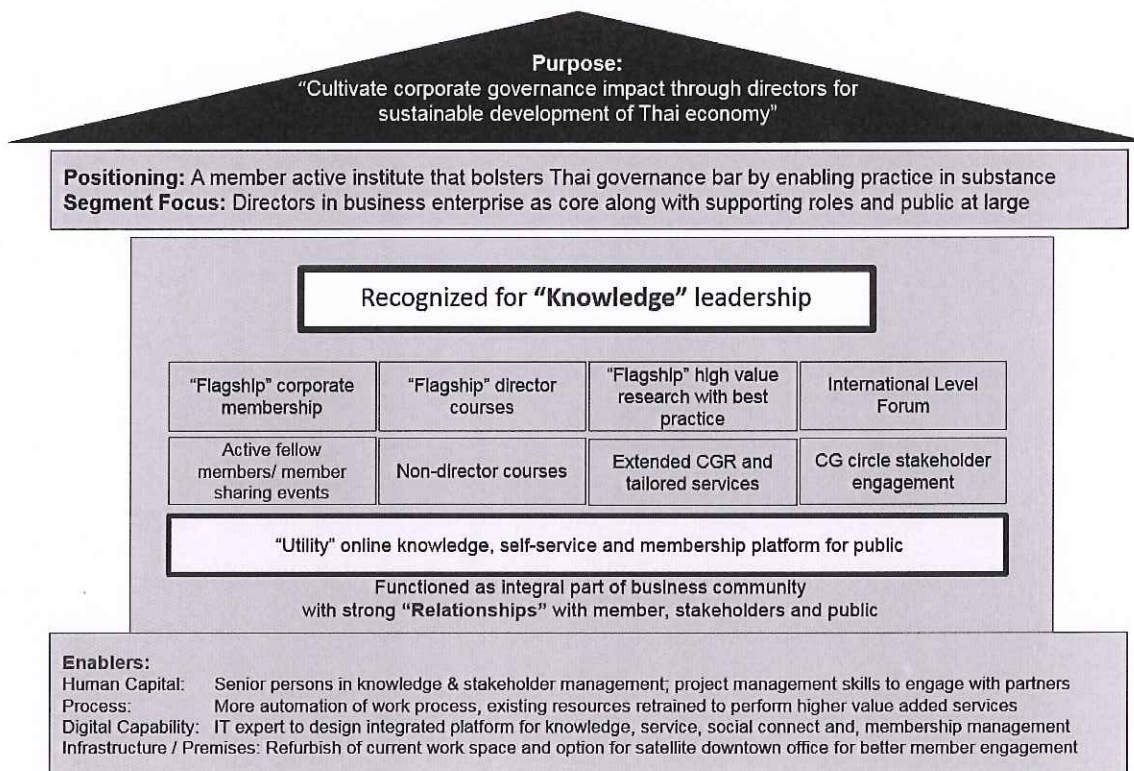 Purpose:
“Cultivate corporate governance impact through directors for
sustainable development of Thai economy”
Positioning: A member active institute that bolsters Thai governance bar by enabling practice in substance
Segment Focus: Directors in business enterprise as core along with supporting roles and public at large
Recognized for “Knowledge” leadership
“Flagship” corporate
membership
“Flagship” director
courses
“Flagship” high value
research with best
practice
International Level
Forum
Active fellow
members/ member
sharing events
Non-director courses
Extended CGR and
tailored services
CG circle stakeholder
engagement
“Utility” online knowledge, self-service and membership platform for public
Functioned as integral part of business community
with strong “Relationships” with member, stakeholders and public
Enablers:
Human Capital: Senior persons in knowledge & stakeholder management; project management skills to engage with partners
Process: More automation of work process, existing resources retrained to perform higher value added services
Digital Capability: IT expert to design integrated platform for knowledge, service, social connect and, membership management
Infrastructure / Premises: Refurbish of current work space and option for satellite downtown office for better member engagement